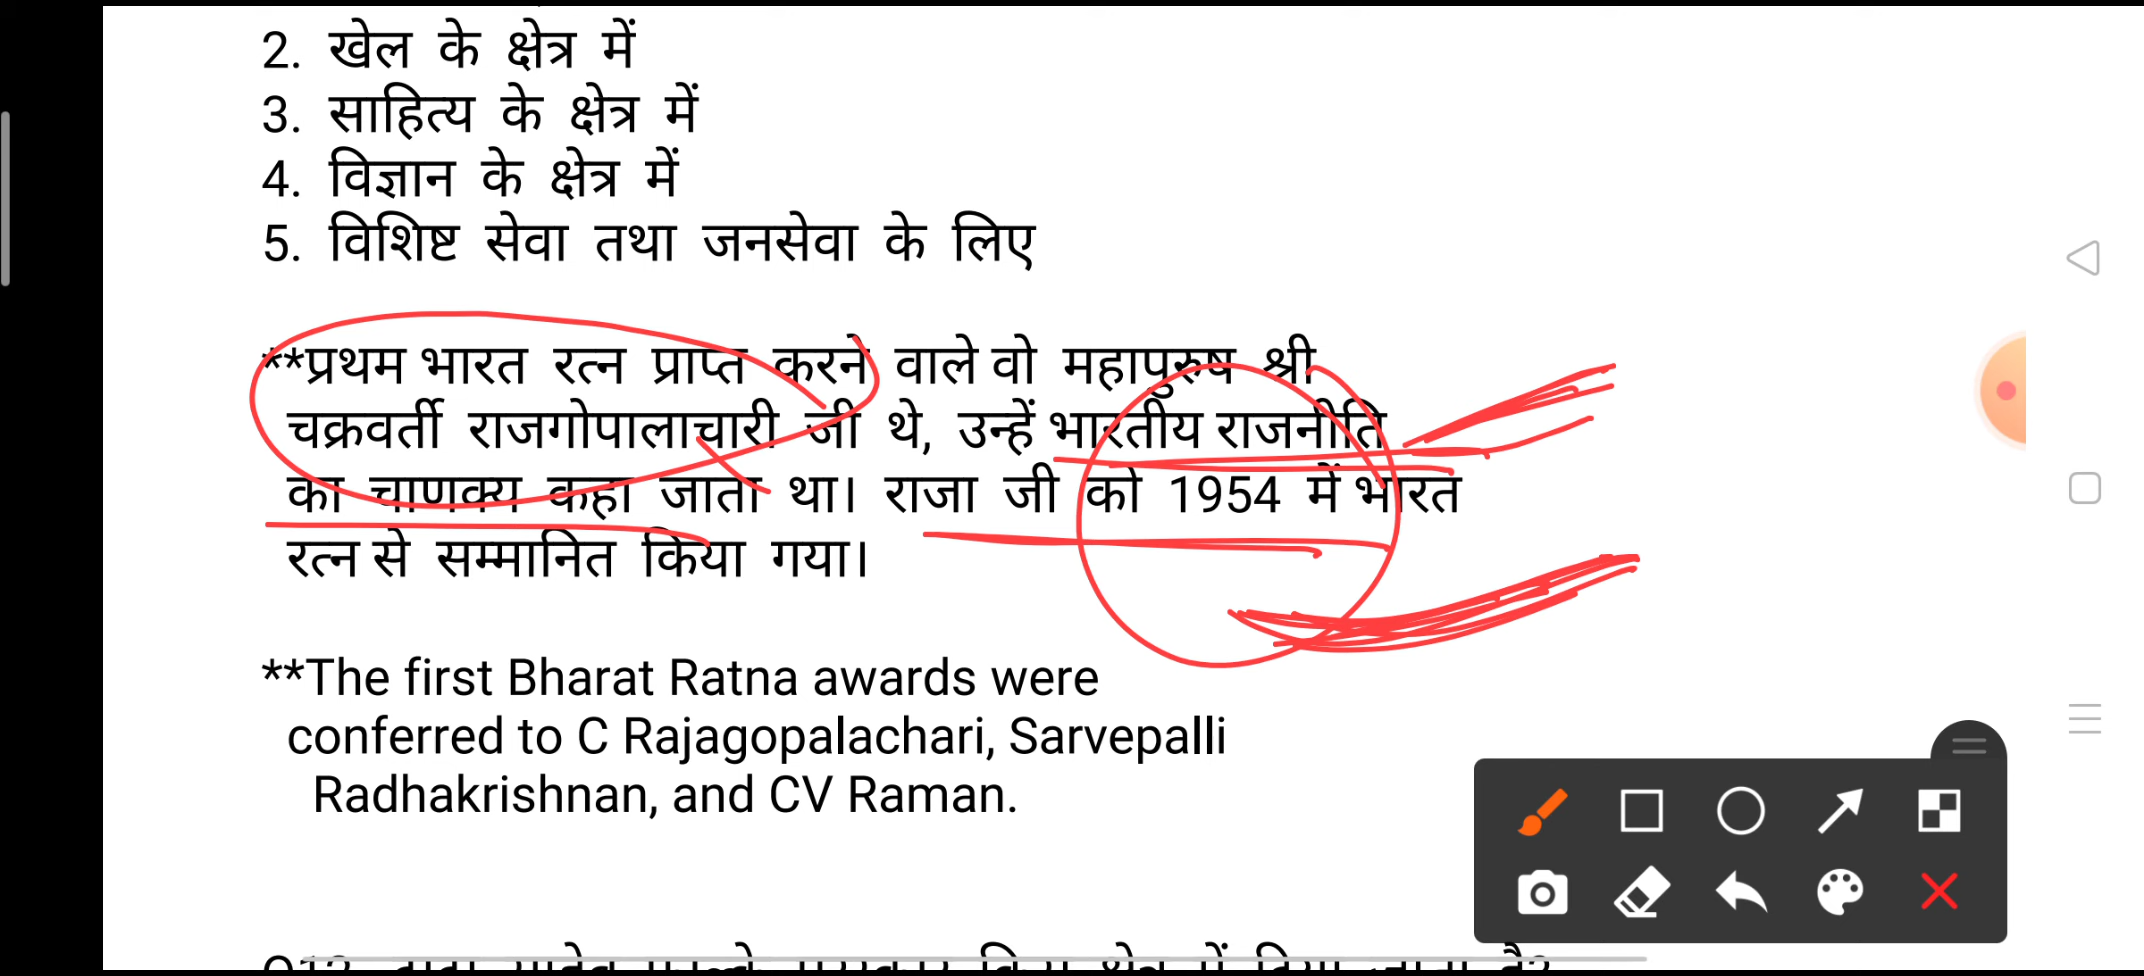 2. खेल के क्षेत्र में
3. साहित्य के क्षेत्र में
4. विज्ञान के क्षेत्र में
5. विशिष्ट सेवा तथा जनसेवा के लिए
**प्रथम भारत रत्न प्राप्त करने वाले वो महापुरुष श्री
चक्रवर्ती राजगोपालाचारी जी थे, उन्हें भारतीय राजनीति
का चाणक्य कहा जाता था। राजा जी को 1954 में भारत
रत्न से सम्मानित किया गया।
**The first Bharat Ratna awards were
conferred to C Rajagopalachari, Sarvepalli
Radhakrishnan, and CV Raman.